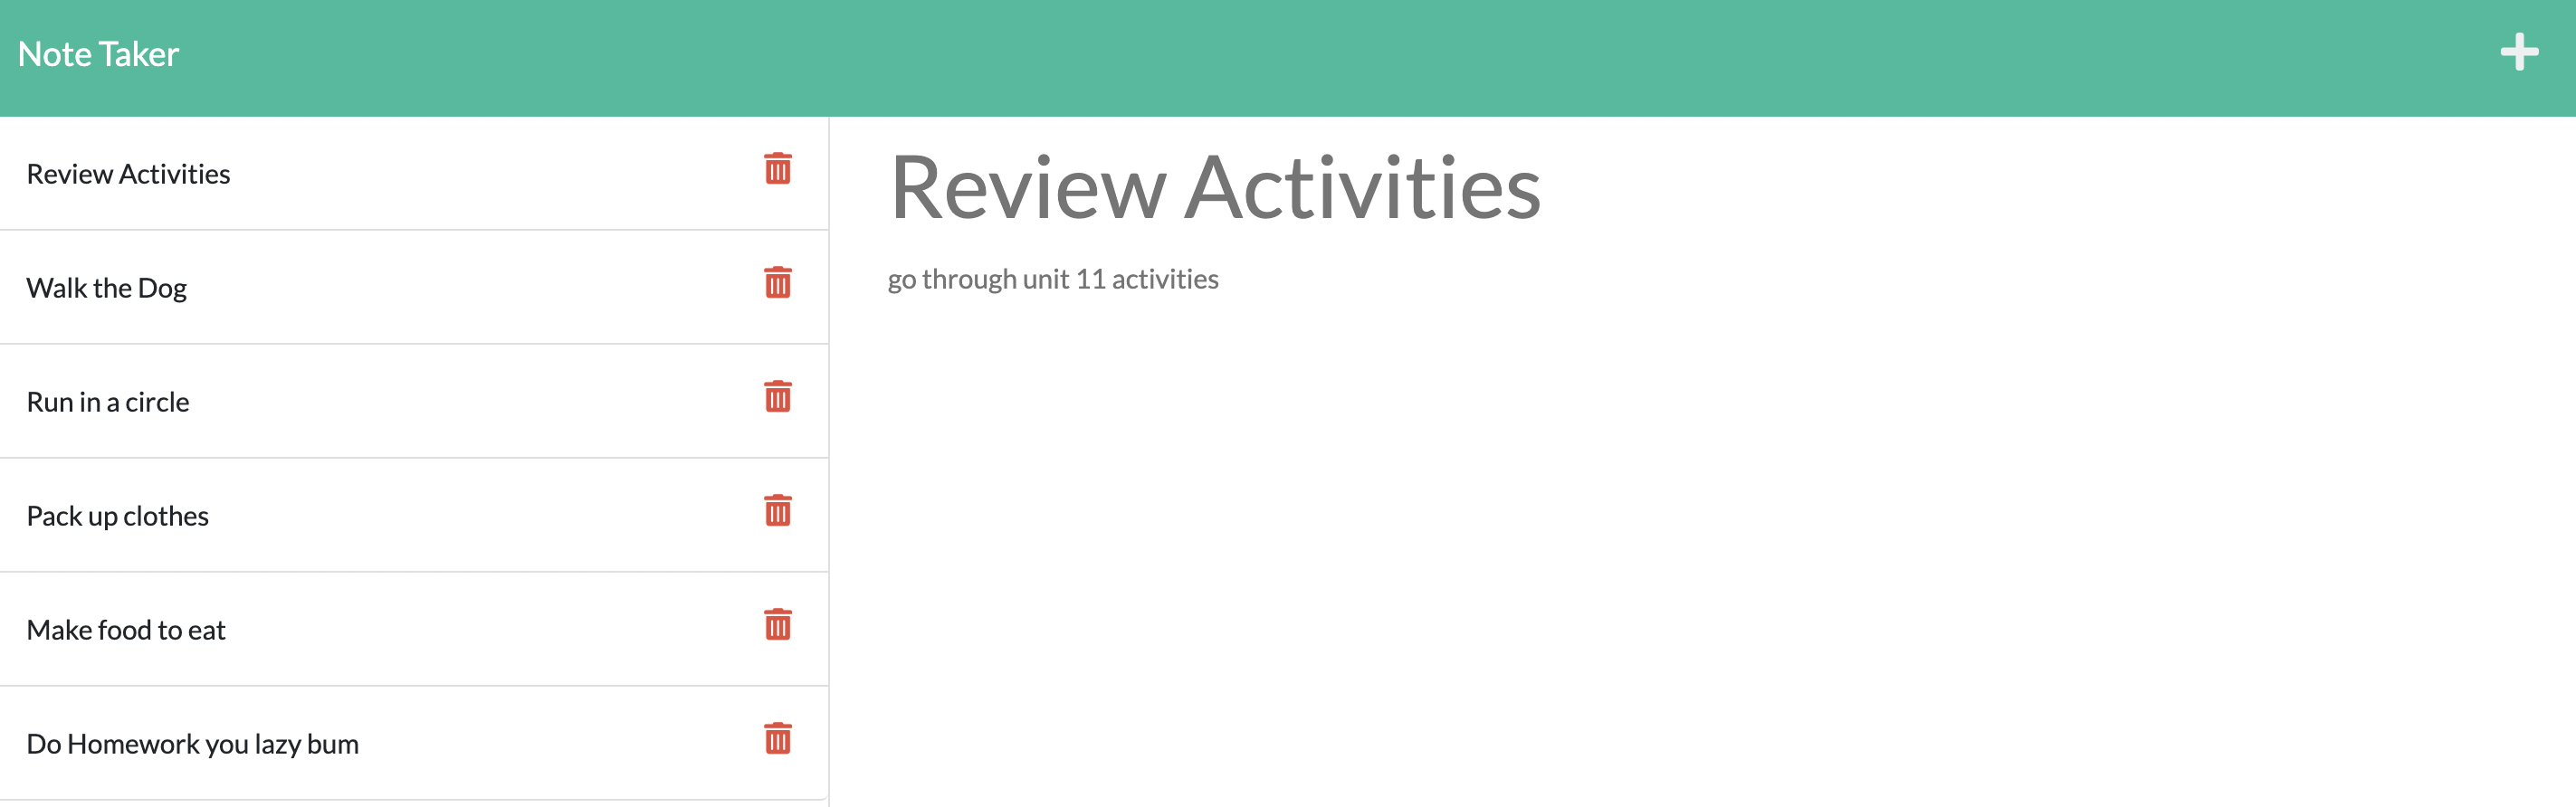 Note Taker
Review Activities
Walk the Dog
Run in a circle
Pack up clothes
Make food to eat
Do Homework you lazy bum
Review Activities
go through unit 11 activities